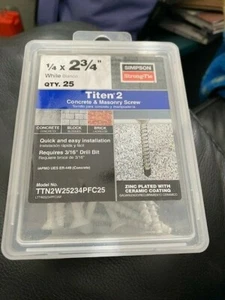 1/4 x 2 3/4"
White
QTY. 25
SIMPSON
Strong-Tie
Titen 2
Concrete & Masonry Screw
CONCRETE
BLOCK
BRICK
Quick and easy installation
Requires 3/16" Drill Bit
Model No.
TTN2W25234PFC25
ZINC PLATED WITH
CERAMIC COATING